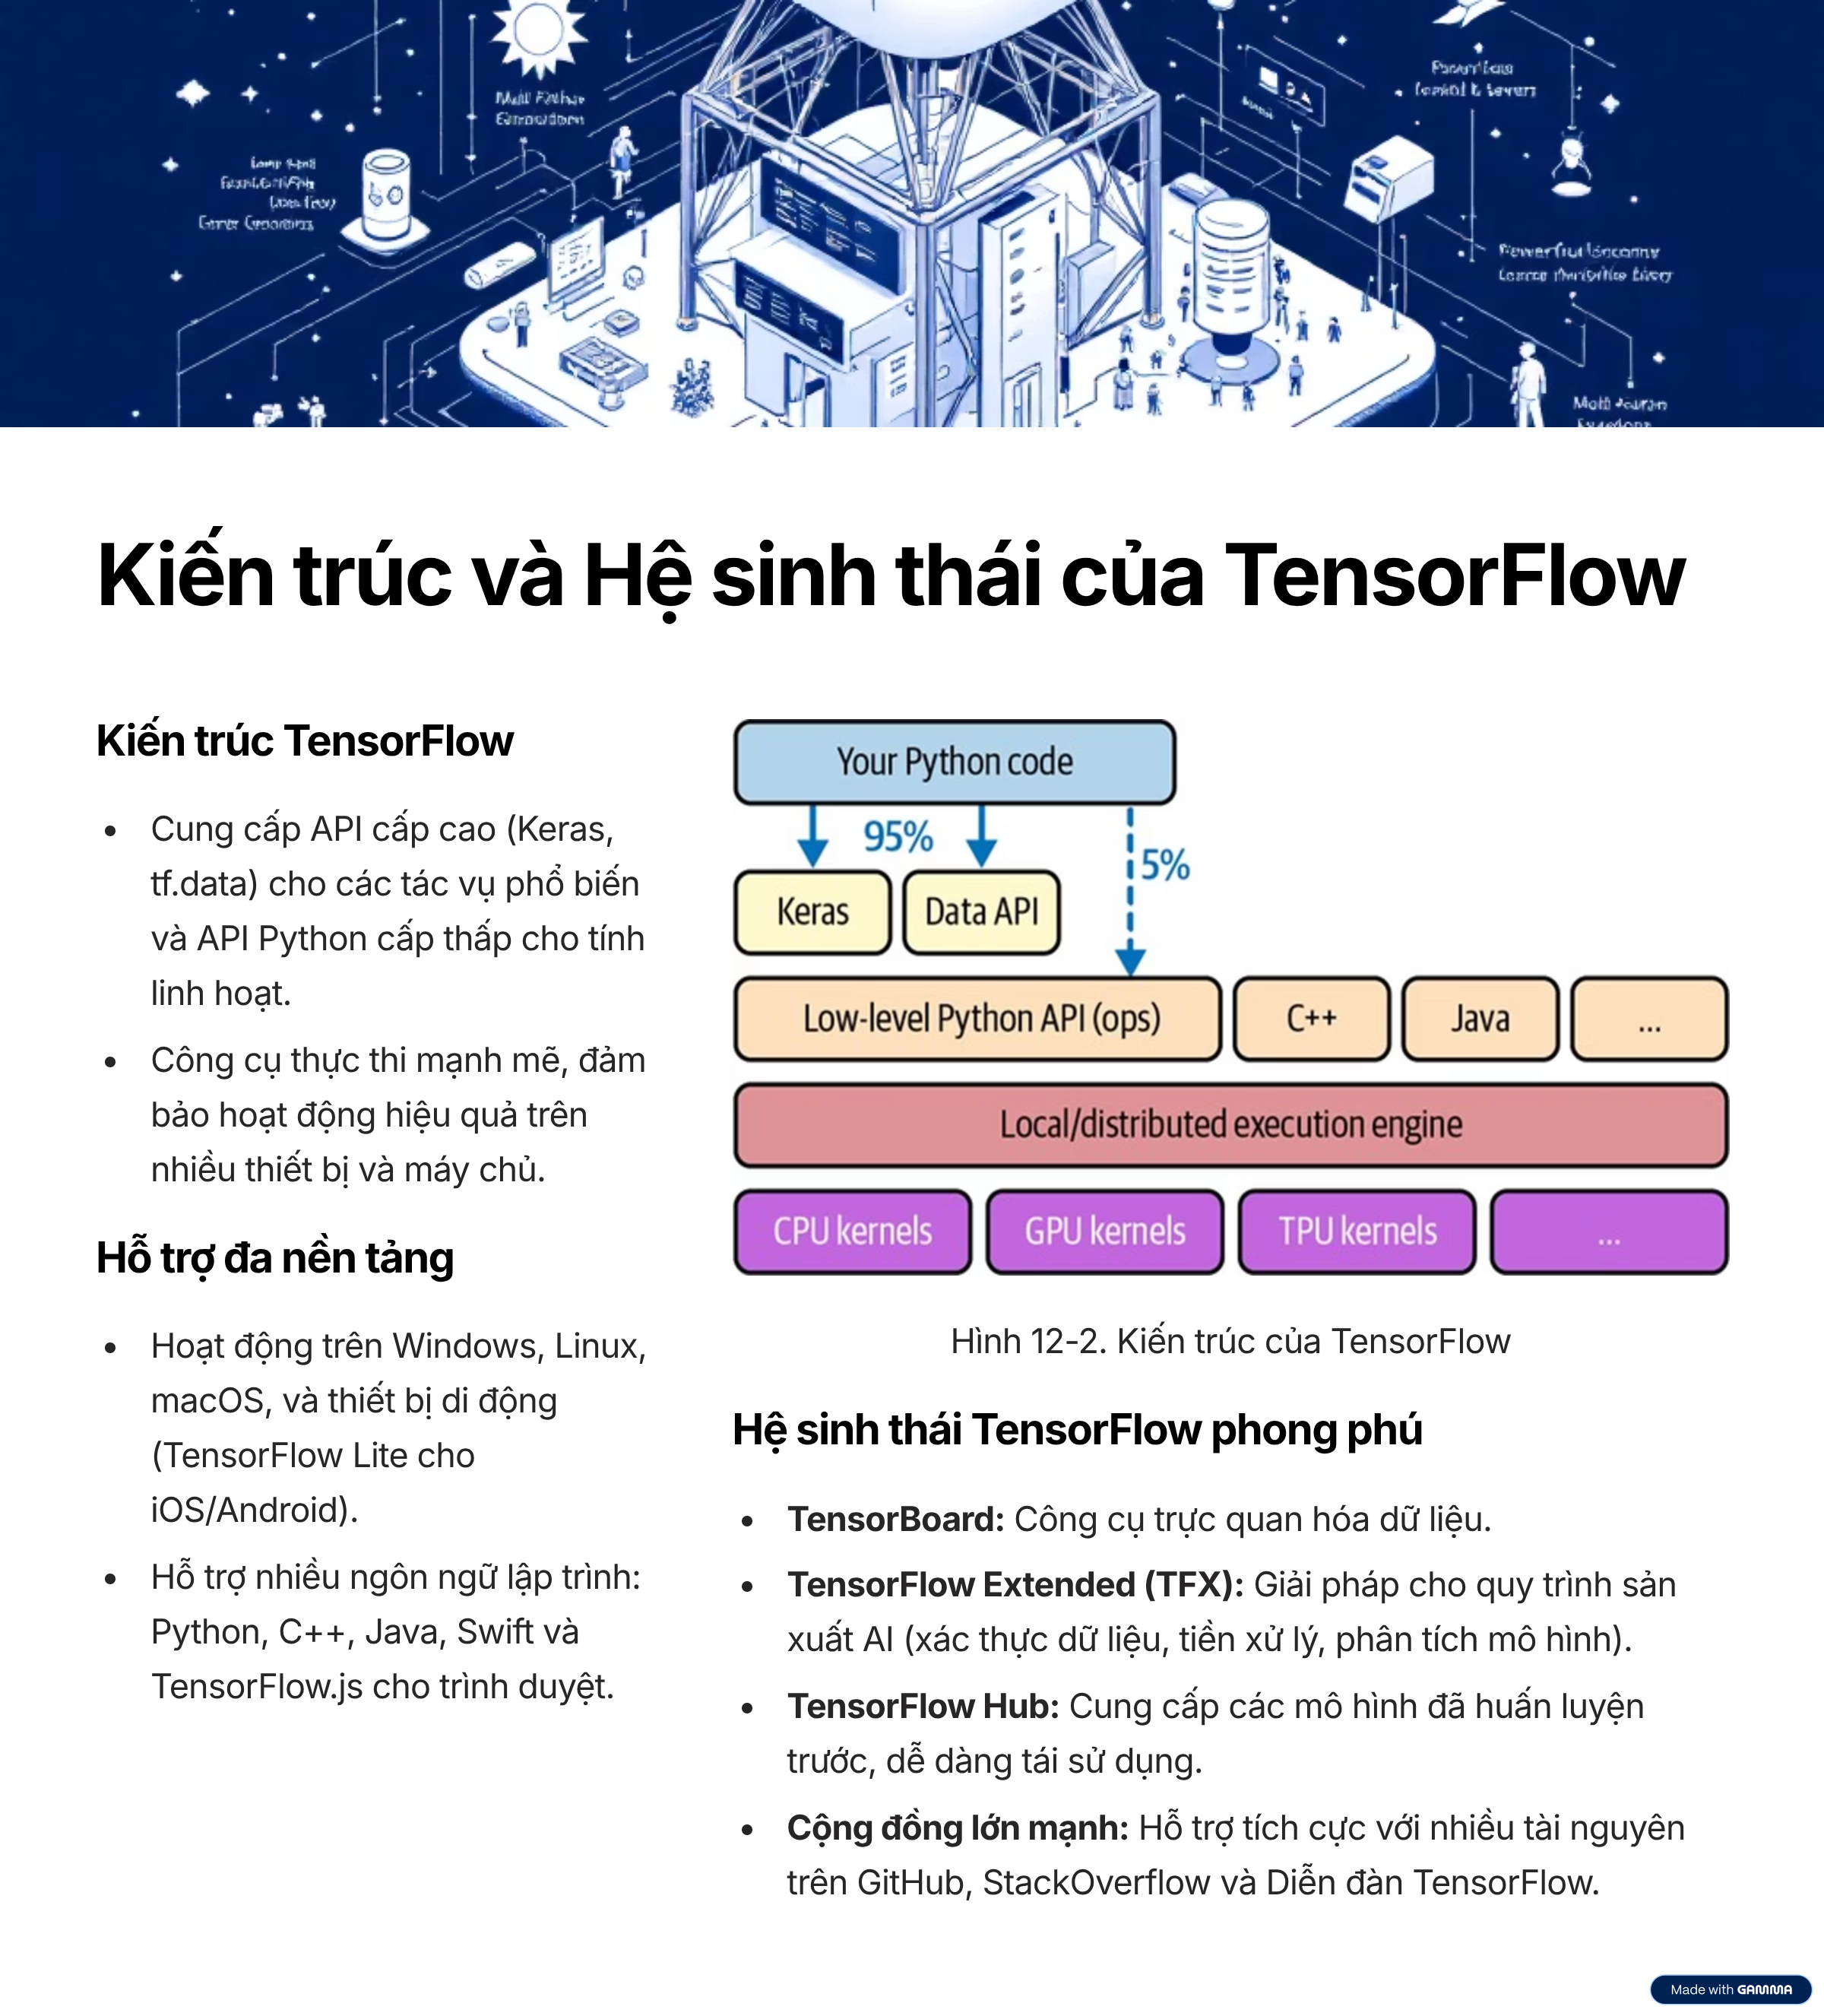 Kiến trúc và Hệ sinh thái của TensorFlow
Kiến trúc TensorFlow
• Cung cấp API cấp cao (Keras,
tf.data) cho các tác vụ phổ biến
và API Python cấp thấp cho tính
linh hoạt.
• Công cụ thực thi mạnh mẽ, đảm
bảo hoạt động hiệu quả trên
nhiều thiết bị và máy chủ.
Hỗ trợ đa nền tảng
• Hoạt động trên Windows, Linux,
macOS, và thiết bị di động
(TensorFlow Lite cho
iOS/Android).
• Hỗ trợ nhiều ngôn ngữ lập trình:
Python, C++, Java, Swift và
TensorFlow.js cho trình duyệt.
Your Python code
95%
5%
Keras
Data API
Low-level Python API (ops)
C++
Java
...
Local/distributed execution engine
CPU kernels
GPU kernels
TPU kernels
...
Hình 12-2. Kiến trúc của TensorFlow
Hệ sinh thái TensorFlow phong phú
• TensorBoard: Công cụ trực quan hóa dữ liệu.
• TensorFlow Extended (TFX): Giải pháp cho quy trình sản
xuất AI (xác thực dữ liệu, tiền xử lý, phân tích mô hình).
• TensorFlow Hub: Cung cấp các mô hình đã huấn luyện
trước, dễ dàng tái sử dụng.
• Cộng đồng lớn mạnh: Hỗ trợ tích cực với nhiều tài nguyên
trên GitHub, StackOverflow và Diễn đàn TensorFlow.
Made with GAMMA